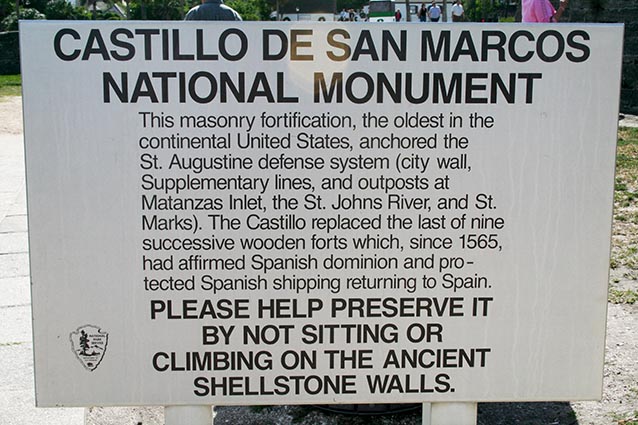 CASTILLO DE SAN MARCOS
NATIONAL MONUMENT
This masonry fortification, the oldest in the
continental United States, anchored the
St. Augustine defense system (city wall,
Supplementary lines, and outposts at
Matanzas Inlet, the St. Johns River, and St.
Marks). The Castillo replaced the last of nine
successive wooden forts which, since 1565,
had affirmed Spanish dominion and pro-
tected Spanish shipping returning to Spain.
PLEASE HELP PRESERVE IT
BY NOT SITTING OR
CLIMBING ON THE ANCIENT
SHELLSTONE WALLS.